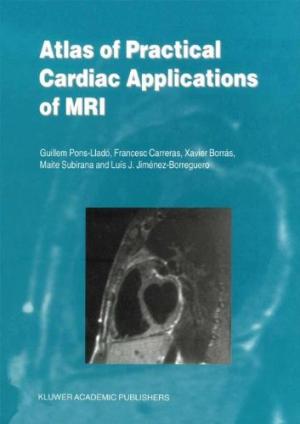 Atlas of Practical
Cardiac Applications
of MRI
Guillem Pons-Lladó, Francesc Carreras, Xavier Borrás,
Maite Subirana and Luis J. Jiménez-Borreguero
KLUWER ACADEMIC PUBLISHERS